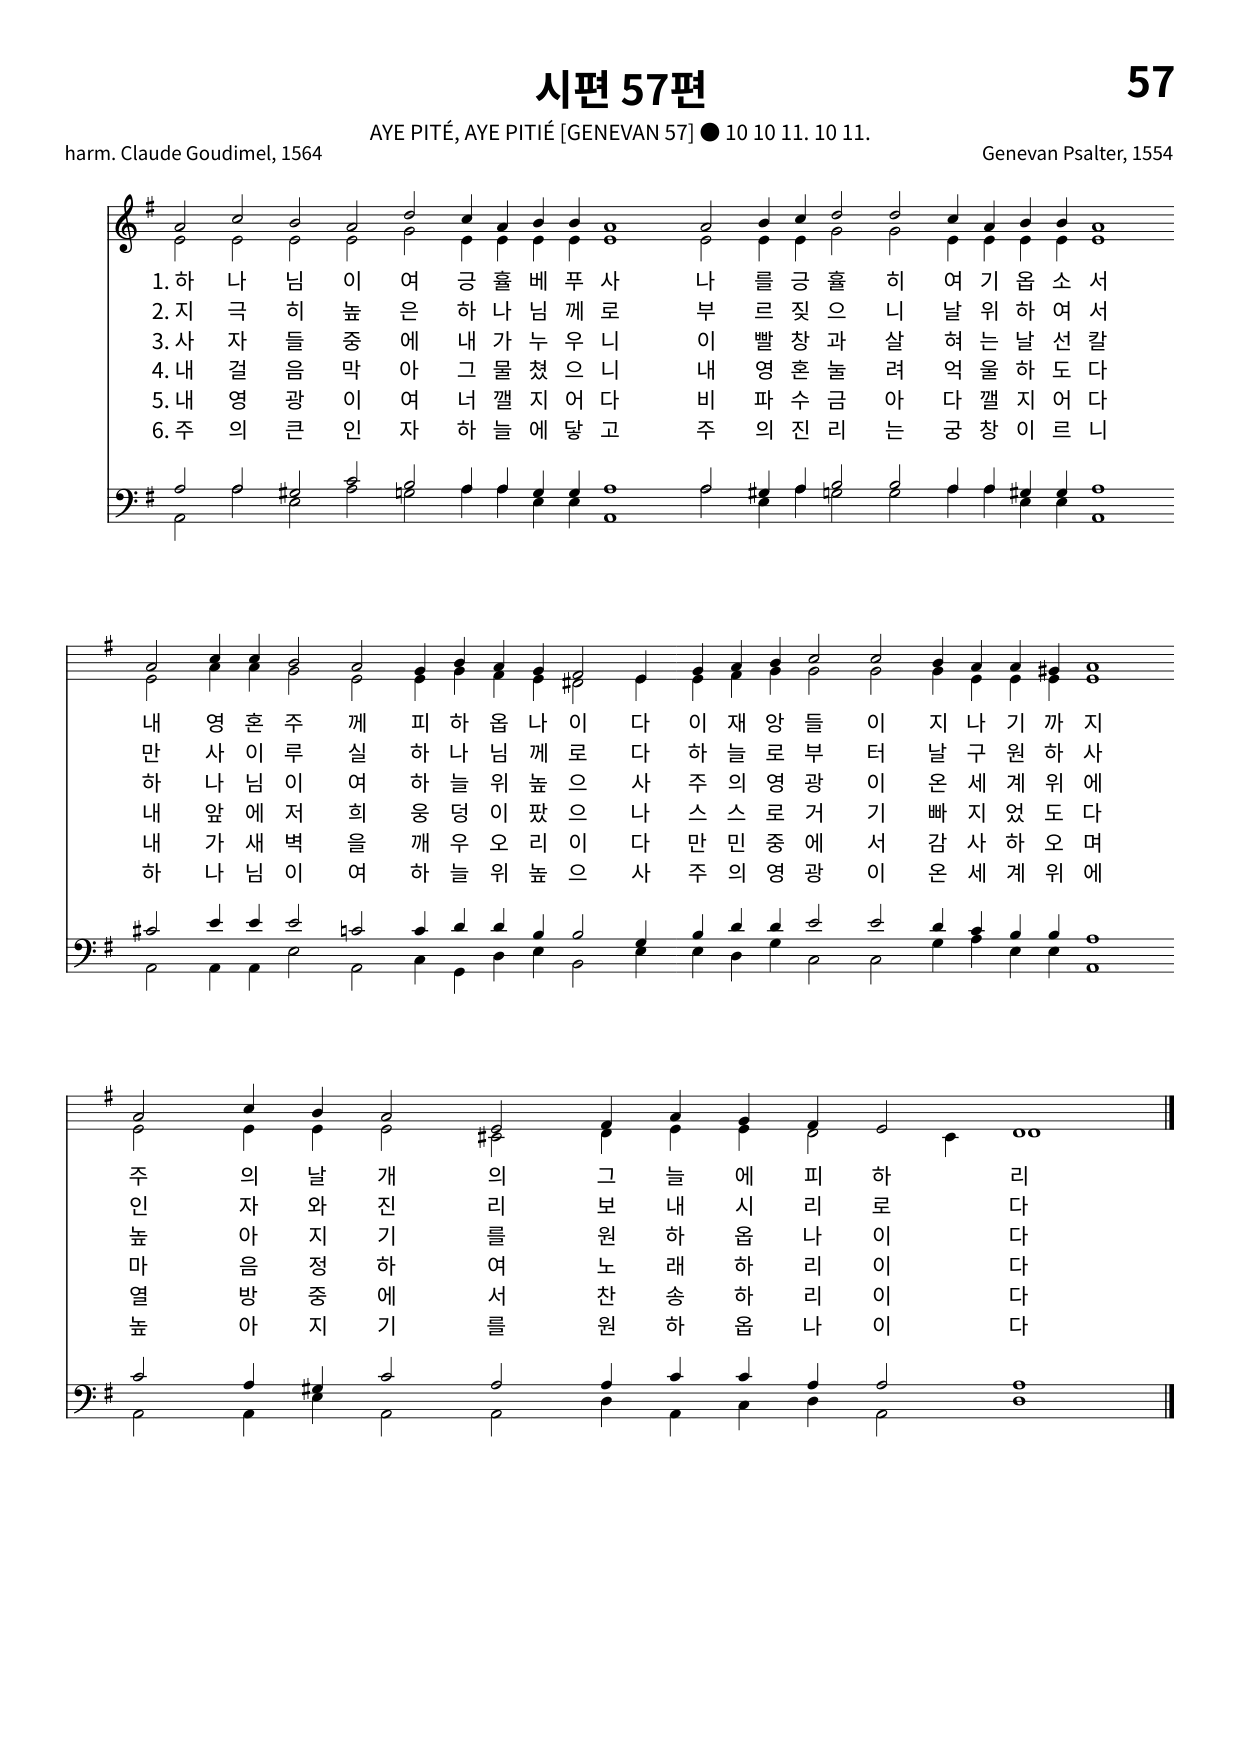 시편 57편
57
AYE PITÉ, AYE PITIÉ [GENEVAN 57] ● 10 10 11. 10 11.
harm. Claude Goudimel, 1564
Genevan Psalter, 1554
1. 하 나 님 이 여 긍 휼 베 푸 사 나 를 긍 휼 히 여 기 옵 소 서
2. 지 극 히 높 은 하 나 님 께 로 부 르 짖 으 니 날 위 하 여 서
3. 사 자 들 중 에 내 가 누 우 니 이 빨 창 과 살 혀 는 날 선 칼
4. 내 걸 음 막 아 그 물 쳤 으 니 내 영 혼 눌 려 억 울 하 도 다
5. 내 영 광 이 여 너 깰 지 어 다 비 파 수 금 아 다 깰 지 어 다
6. 주 의 큰 인 자 하 늘 에 닿 고 주 의 진 리 는 궁 창 이 르 니
내 영 혼 주 께 피 하 옵 나 이 다 이 재 앙 들 이 지 나 기 까 지
만 사 이 루 실 하 나 님 께 로 다 하 늘 로 부 터 날 구 원 하 사
하 나 님 이 여 하 늘 위 높 으 사 주 의 영 광 이 온 세 계 위 에
내 앞 에 저 희 웅 덩 이 팠 으 나 스 스 로 거 기 빠 지 었 도 다
내 가 새 벽 을 깨 우 오 리 이 다 만 민 중 에 서 감 사 하 오 며
하 나 님 이 여 하 늘 위 높 으 사 주 의 영 광 이 온 세 계 위 에
주 의 날 개 의 그 늘 에 피 하 리
인 자 와 진 리 보 내 시 리 로 다
높 아 지 기 를 원 하 옵 나 이 다
마 음 정 하 여 노 래 하 리 이 다
열 방 중 에 서 찬 송 하 리 이 다
높 아 지 기 를 원 하 옵 나 이 다